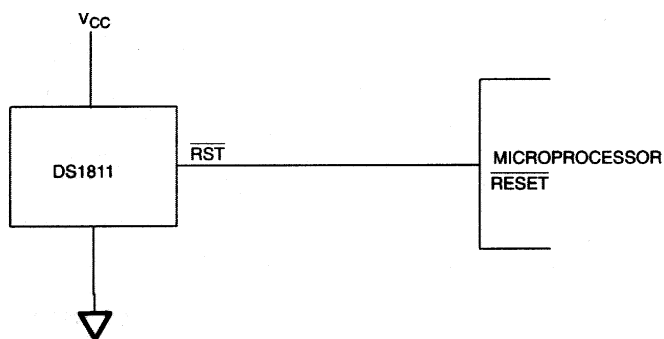 VCC
DS1811
RST
MICROPROCESSOR
RESET